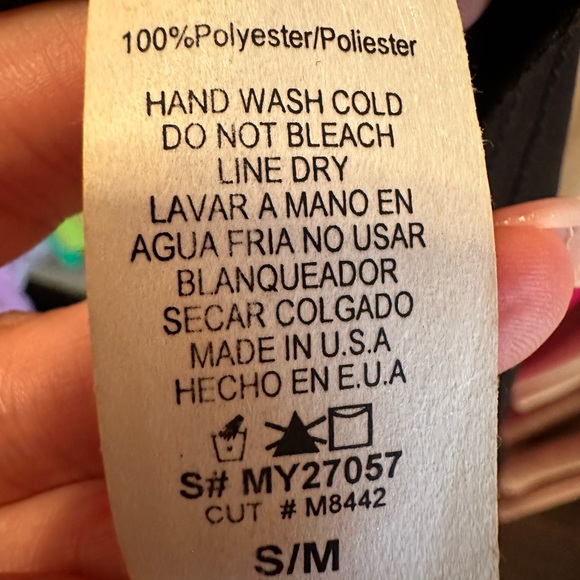 100%Polyester/Poliester
HAND WASH COLD
DO NOT BLEACH
LINE DRY
LAVAR A MANO EN
AGUA FRIA NO USAR
BLANQUEADOR
SECAR COLGADO
MADE IN U.S.A
HECHO EN E.U.A
S# MY27057
CUT # M8442
S/M